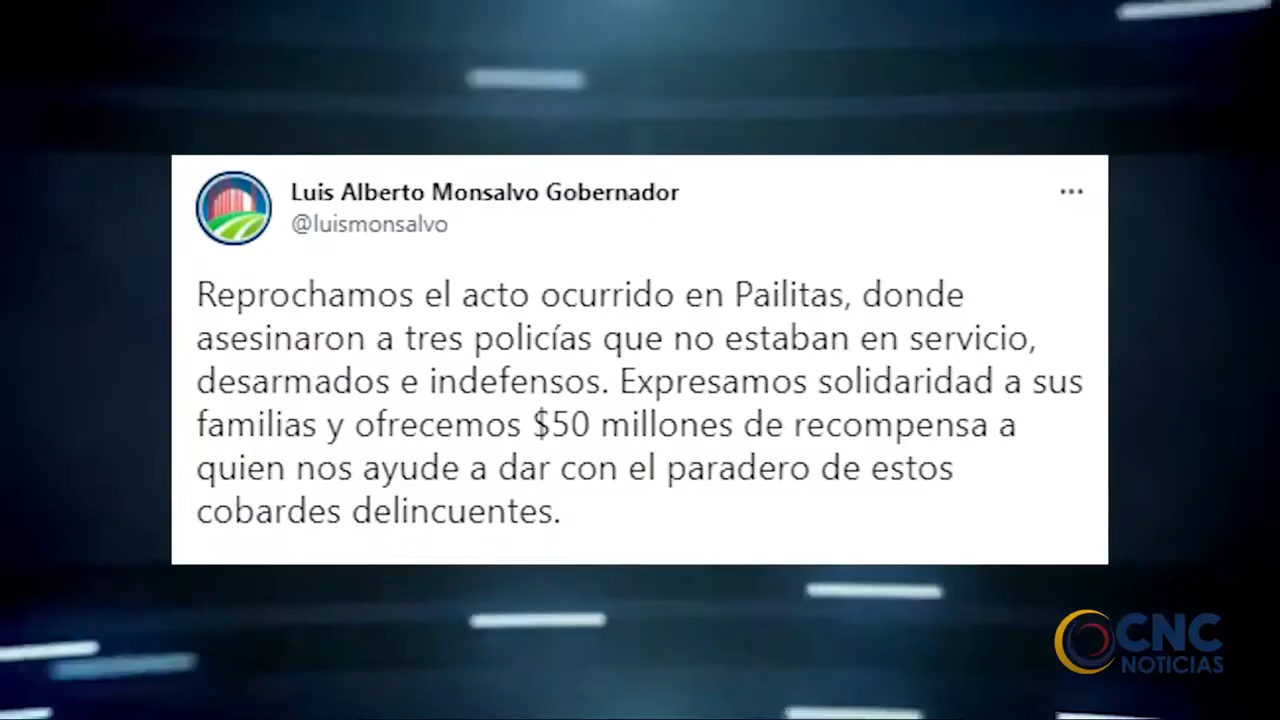 Luis Alberto Monsalvo Gobernador
@luismonsalvo
Reprochamos el acto ocurrido en Pailitas, donde
asesinaron a tres policías que no estaban en servicio,
desarmados e indefensos. Expresamos solidaridad a sus
familias y ofrecemos $50 millones de recompensa a
quien nos ayude a dar con el paradero de estos
cobardes delincuentes.
CNC
NOTICIAS